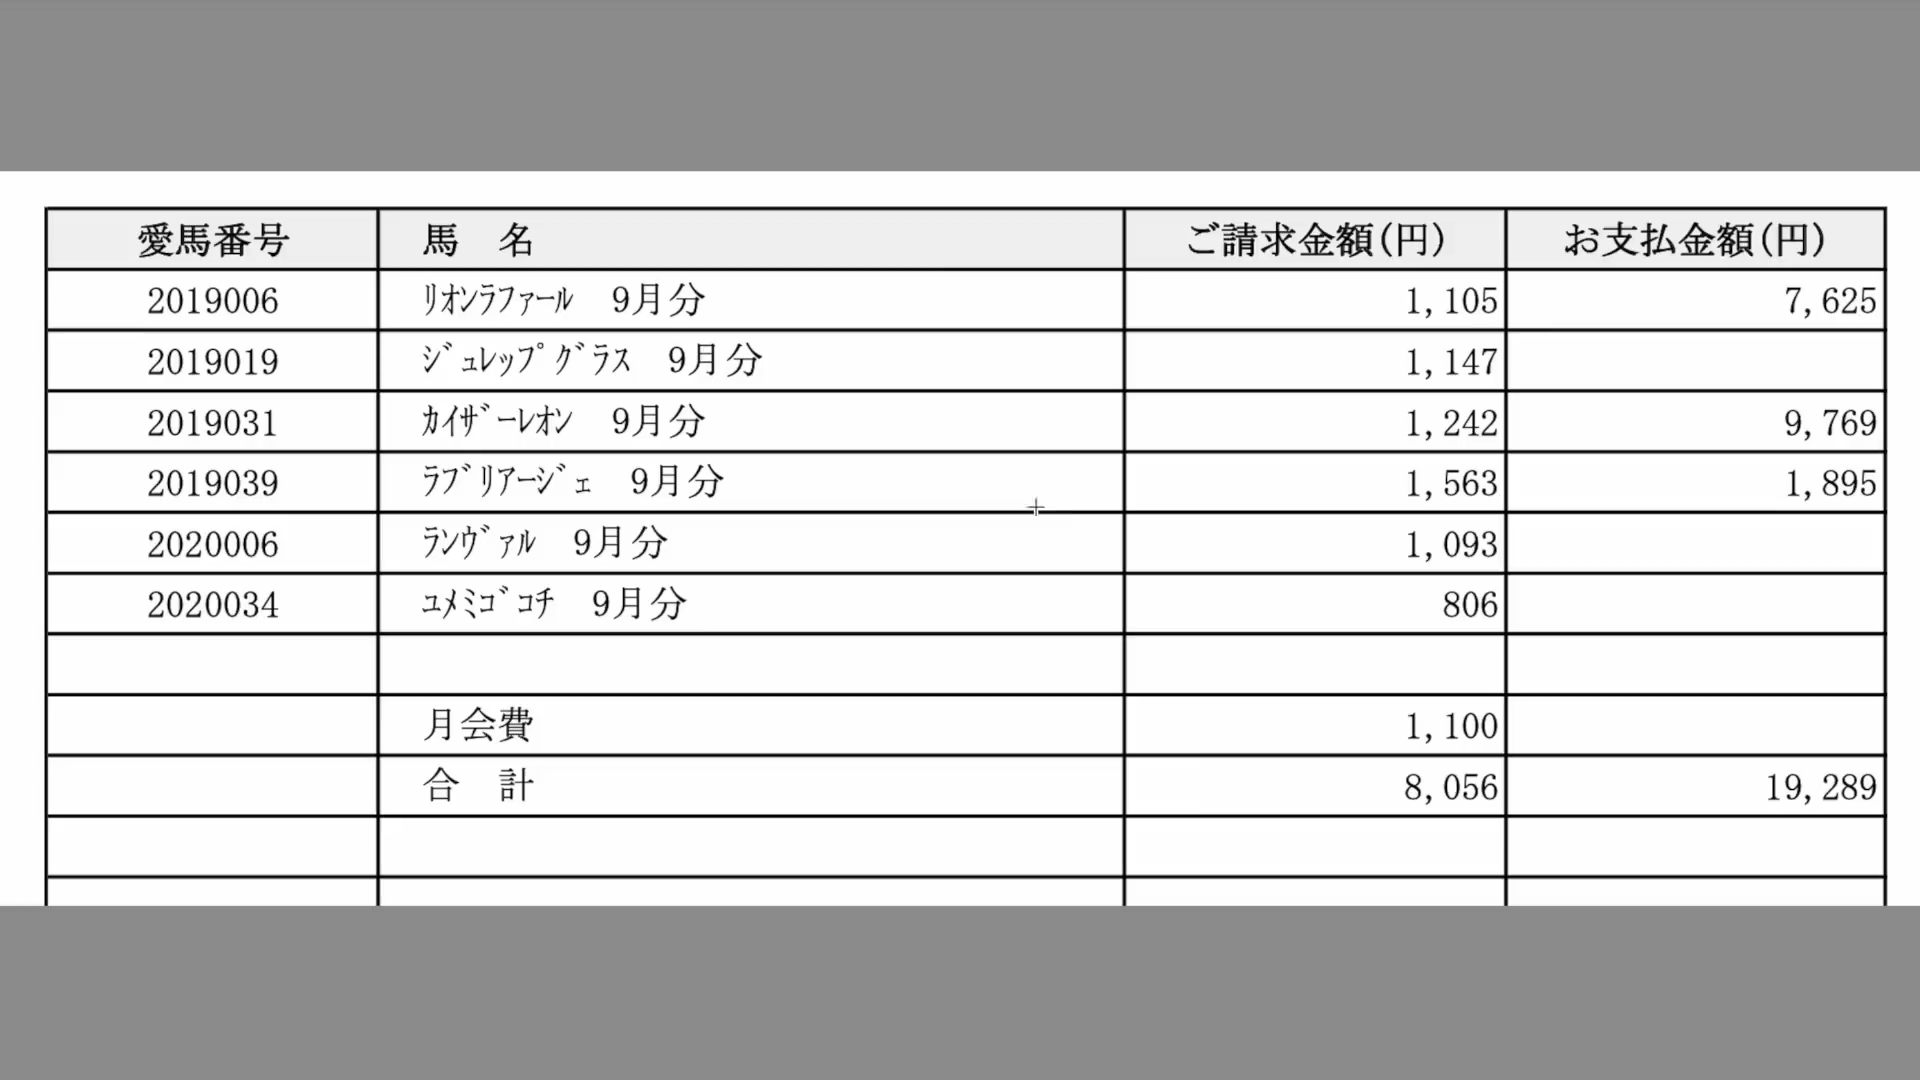 愛馬番号 馬　名 ご請求金額(円) お支払金額(円)
2019006 ﾘｵﾝﾗﾌｧｰﾙ　9月分 1,105 7,625
2019019 ｼﾞｭﾚｯﾌﾟｸﾞﾗｽ　9月分 1,147
2019031 ｶｲｻﾞｰﾚｵﾝ　9月分 1,242 9,769
2019039 ﾗﾌﾞﾘｱｰｼﾞｪ　9月分 1,563 1,895
2020006 ﾗﾝｳﾞｧﾙ　9月分 1,093
2020034 ﾕﾒﾐｺﾞｺﾁ　9月分 806
月会費 1,100
合　計 8,056 19,289